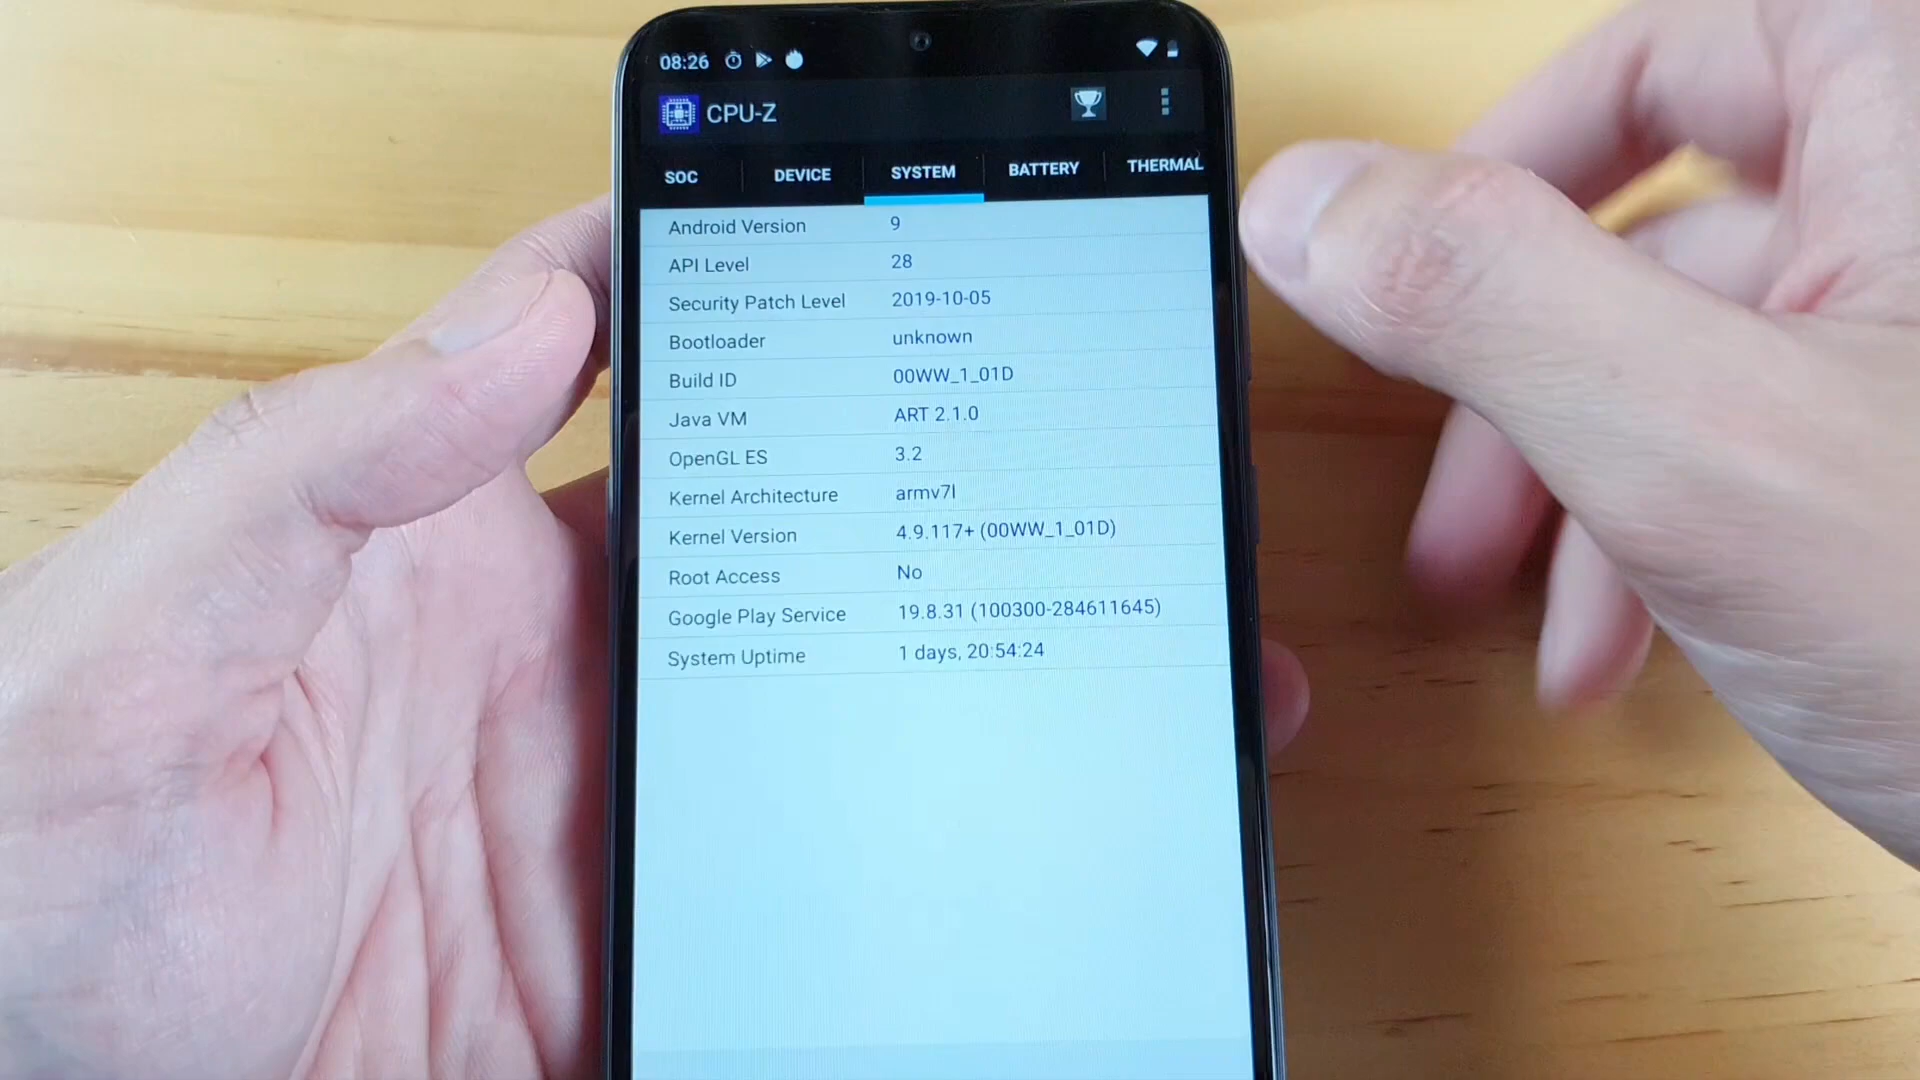 08:26
CPU-Z
SOC DEVICE SYSTEM BATTERY THERMAL
Android Version 9
API Level 28
Security Patch Level 2019-10-05
Bootloader unknown
Build ID 00WW_1_01D
Java VM ART 2.1.0
OpenGL ES 3.2
Kernel Architecture armv7l
Kernel Version 4.9.117+ (00WW_1_01D)
Root Access No
Google Play Service 19.8.31 (100300-284611645)
System Uptime 1 days, 20:54:24